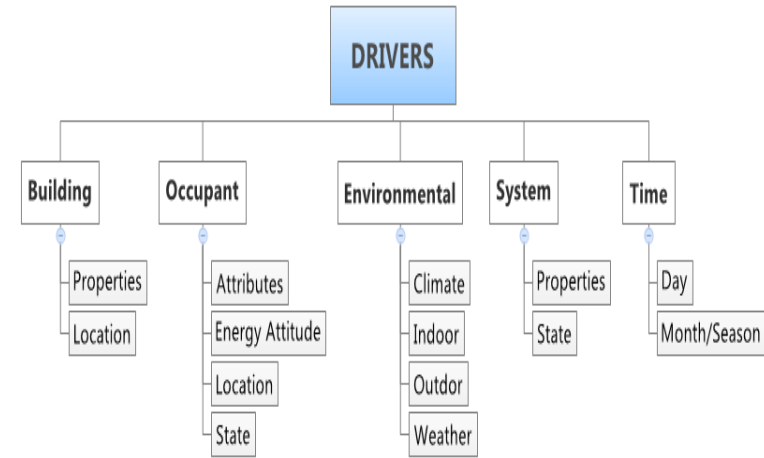 DRIVERS
Building
Occupant
Environmental
System
Time
Properties
Location
Attributes
Energy Attitude
Location
State
Climate
Indoor
Outdor
Weather
Properties
State
Day
Month/Season